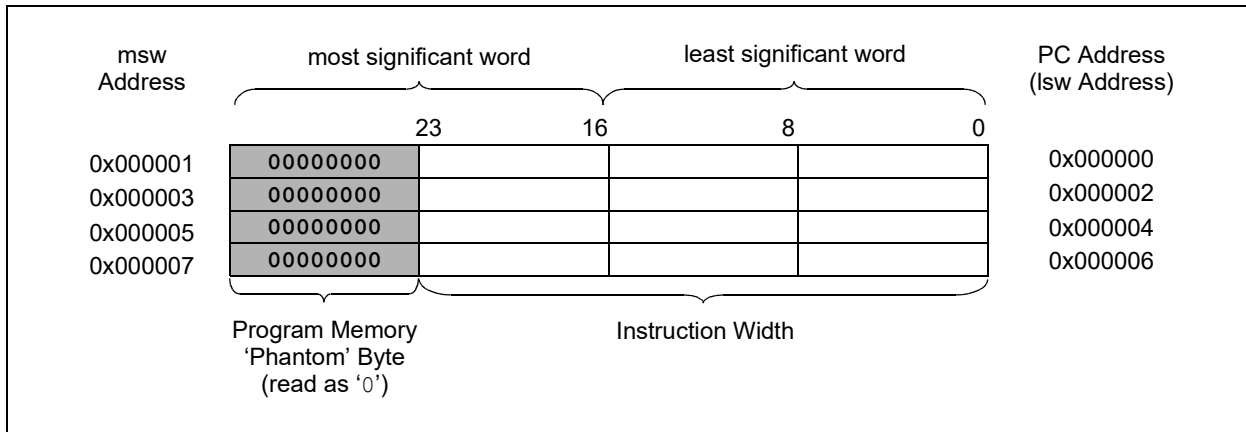 msw
Address
most significant word
least significant word
PC Address
(lsw Address)
23
16
8
0
0x000001
00000000
0x000000
0x000003
00000000
0x000002
0x000005
00000000
0x000004
0x000007
00000000
0x000006
Program Memory
‘Phantom’ Byte
(read as ‘0’)
Instruction Width